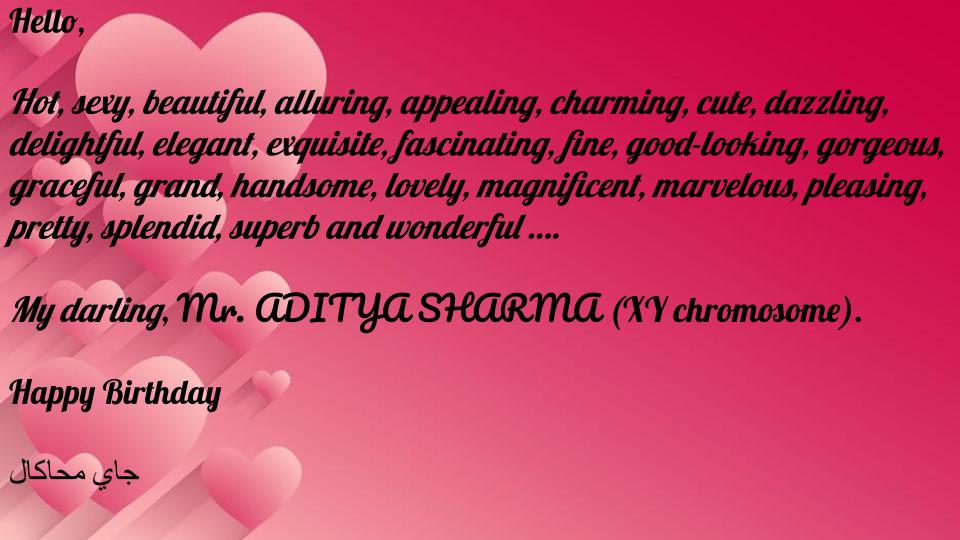 Hello,
Hot, sexy, beautiful, alluring, appealing, charming, cute, dazzling,
delightful, elegant, exquisite, fascinating, fine, good-looking, gorgeous,
graceful, grand, handsome, lovely, magnificent, marvelous, pleasing,
pretty, splendid, superb and wonderful ....
My darling, Mr. ADITYA SHARMA (XY chromosome).
Happy Birthday
جاي محاكال